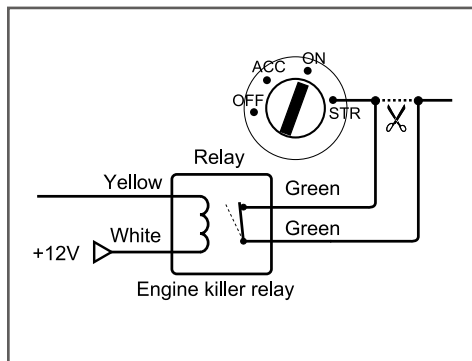 ACC
ON
OFF
STR
Relay
Yellow
Green
White
Green
+12V
Engine killer relay